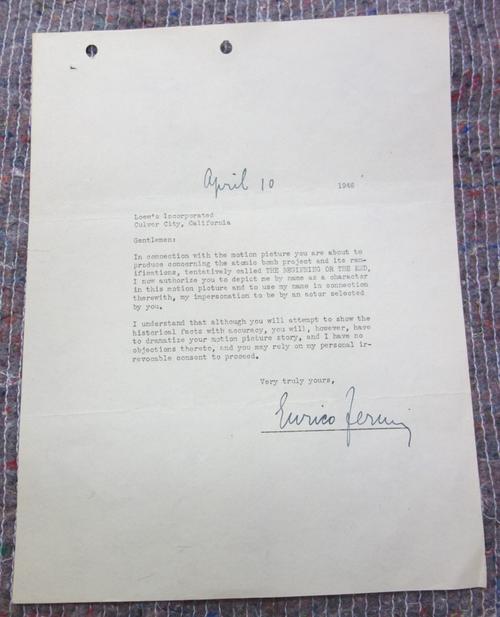 April 10 1946
Loew's Incorporated
Culver City, California
Gentlemen:
In connection with the motion picture you are about to
produce concerning the atomic bomb project and its ram-
ifications, tentatively called THE BEGINNING OR THE END,
I now authorize you to depict me by name as a character
in this motion picture and to use my name in connection
therewith, my impersonation to be by an actor selected
by you.
I understand that although you will attempt to show the
historical facts with accuracy, you will, however, have
to dramatize your motion picture story, and I have no
objections thereto, and you may rely on my personal ir-
revocable consent to proceed.
Very truly yours,
Enrico Fermi